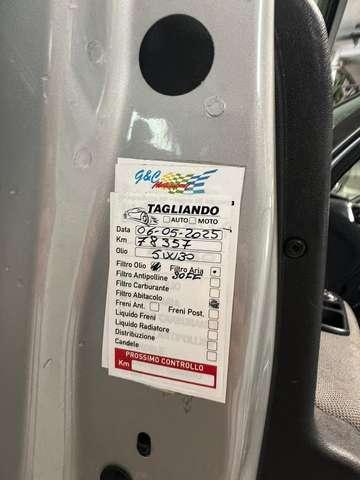 G&C
TAGLIANDO
AUTO MOTO
Data 06-05-2025
Km 78357
Olio 5W30
Filtro Olio Filtro Aria
Filtro Antipolline
Filtro Carburante
Filtro Abitacolo
Freni Ant. Freni Post.
Liquido Freni
Liquido Radiatore
Distribuzione
Candele
PROSSIMO CONTROLLO
Km